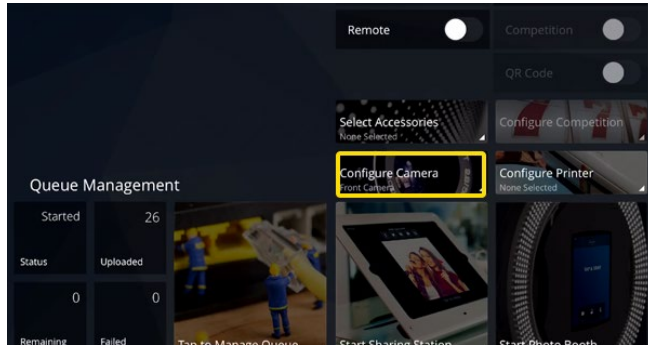 Remote
Competition
QR Code
Select Accessories
None Selected
Configure Competition
Configure Camera
Front Camera
Configure Printer
None Selected
Queue Management
Started
26
Status
Uploaded
0
0
Remaining
Failed
Tap to Manage Queue
Start Sharing Station
Start Photo Booth